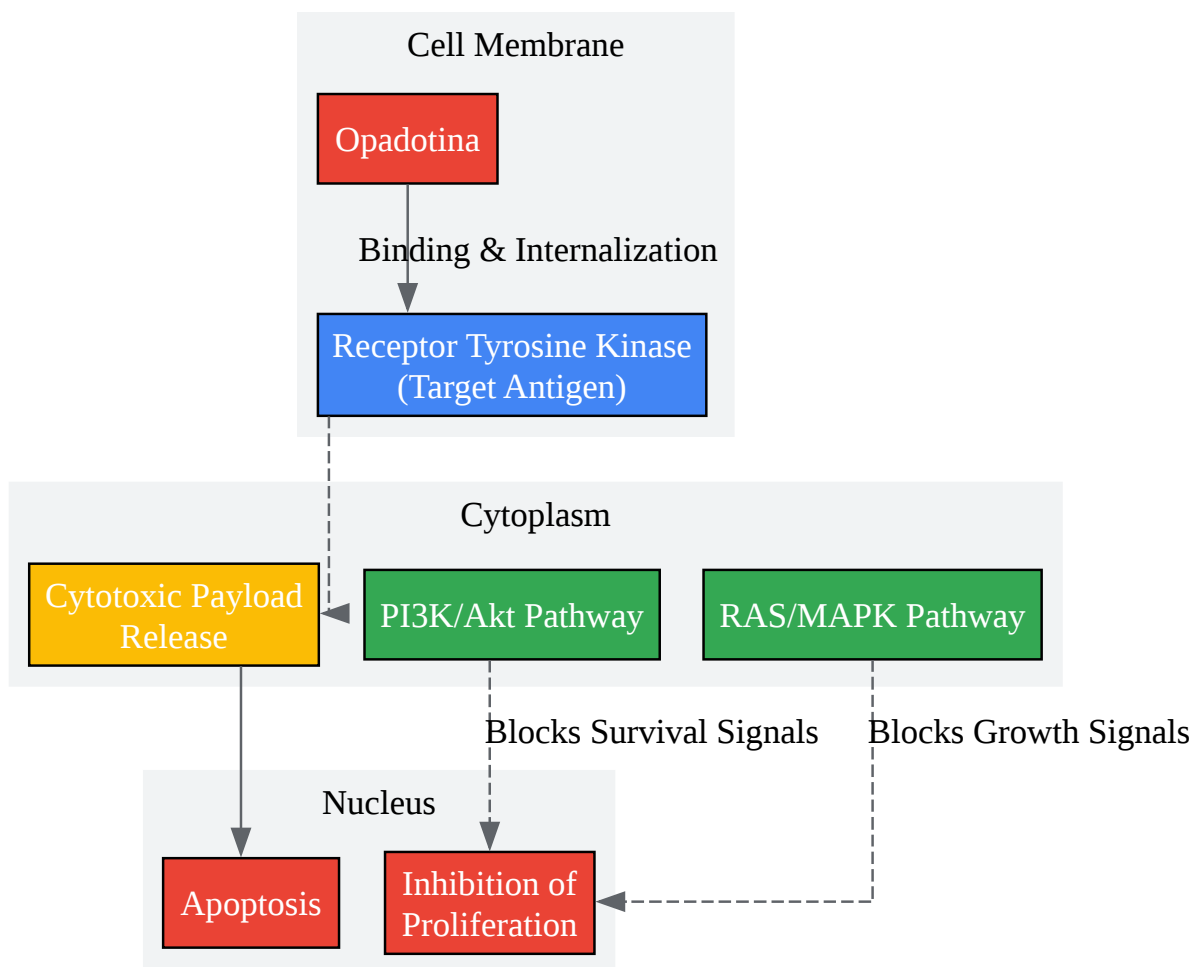 Cell Membrane
Opadotina
Binding & Internalization
Receptor Tyrosine Kinase
(Target Antigen)
Cytoplasm
Cytotoxic Payload
Release
PI3K/Akt Pathway
RAS/MAPK Pathway
Blocks Survival Signals
Blocks Growth Signals
Nucleus
Apoptosis
Inhibition of
Proliferation